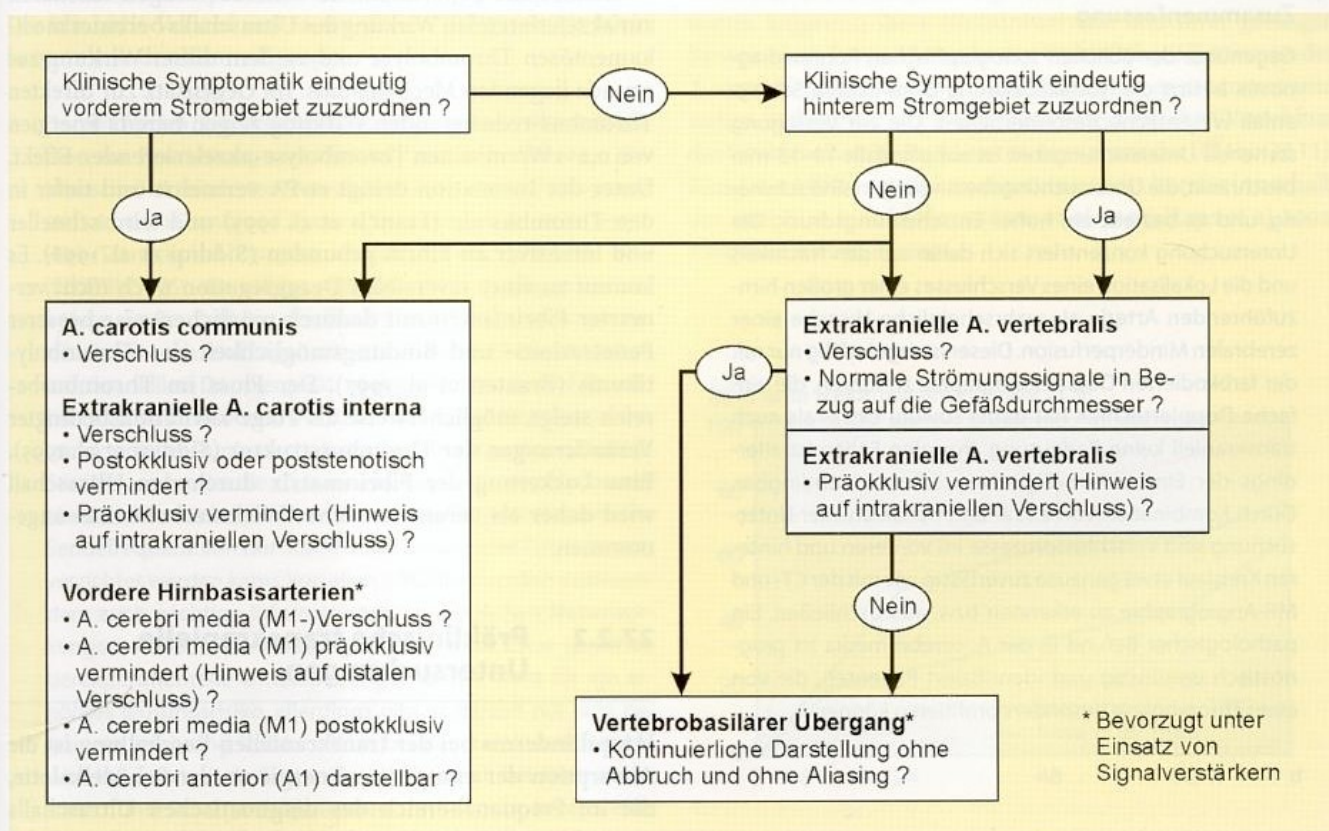 Klinische Symptomatik eindeutig
vorderem Stromgebiet zuzuordnen ?
Nein
Klinische Symptomatik eindeutig
hinterem Stromgebiet zuzuordnen ?
Ja
Nein
Ja
A. carotis communis
• Verschluss ?
Extrakranielle A. carotis interna
• Verschluss ?
• Postokklusiv oder poststenotisch
vermindert ?
• Präokklusiv vermindert (Hinweis
auf intrakraniellen Verschluss) ?
Vordere Hirnbasisarterien*
• A. cerebri media (M1-)Verschluss ?
• A. cerebri media (M1) präokklusiv
vermindert (Hinweis auf distalen
Verschluss) ?
• A. cerebri media (M1) postokklusiv
vermindert ?
• A. cerebri anterior (A1) darstellbar ?
Ja
Extrakranielle A. vertebralis
• Verschluss ?
• Normale Strömungssignale in Be-
zug auf die Gefäßdurchmesser ?
Extrakranielle A. vertebralis
• Präokklusiv vermindert (Hinweis
auf intrakraniellen Verschluss) ?
Nein
Vertebrobasilärer Übergang*
• Kontinuierliche Darstellung ohne
Abbruch und ohne Aliasing ?
* Bevorzugt unter
Einsatz von
Signalverstärkern